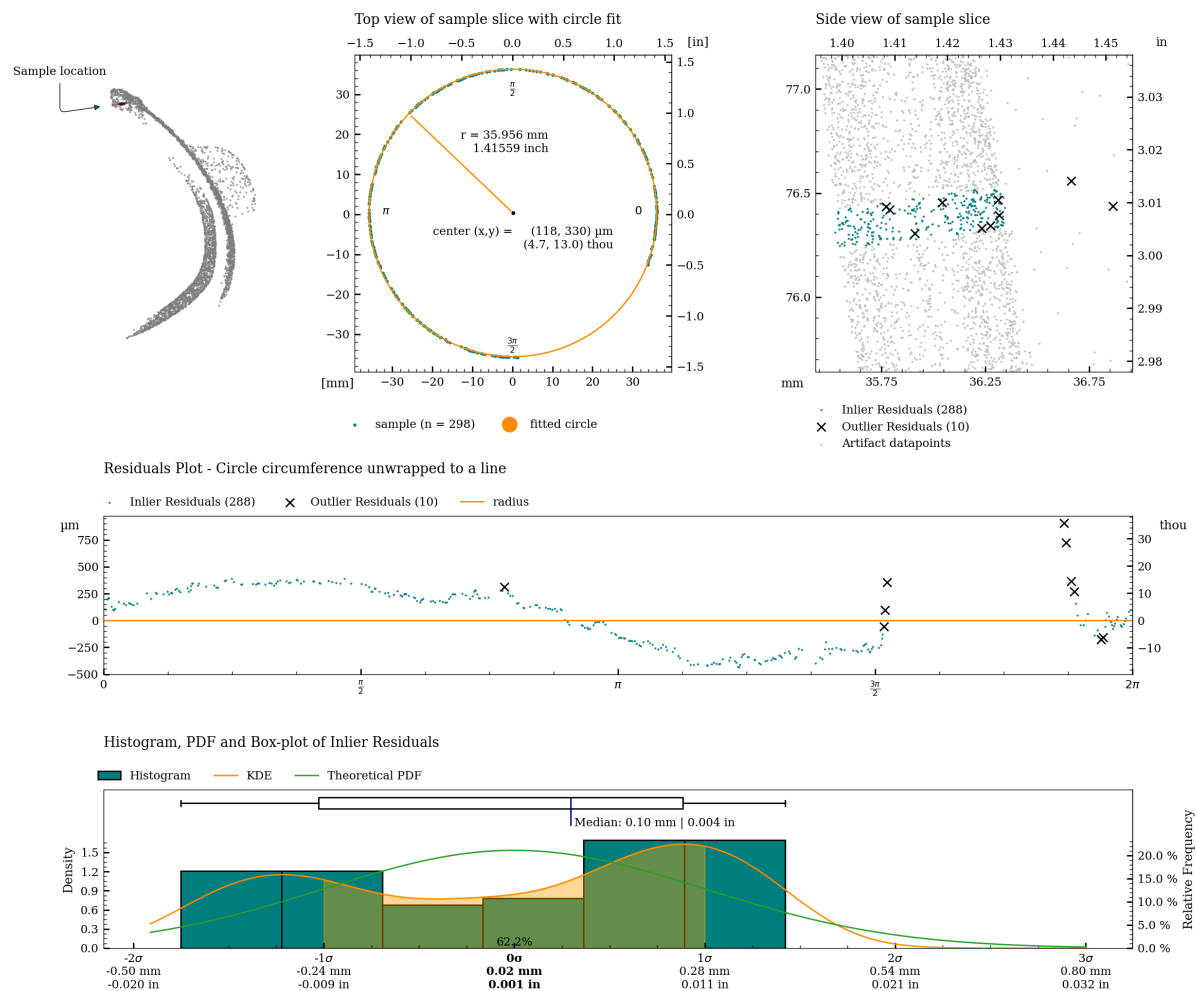 Sample location
Top view of sample slice with circle fit
−1.5 −1.0 −0.5 0.0 0.5 1.0 1.5 [in]
30
20
10
0
−10
−20
−30
1.5
1.0
0.5
0.0
−0.5
−1.0
−1.5
π/2
π
0
3π/2
r = 35.956 mm
1.41559 inch
center (x,y) = (118, 330) µm
(4.7, 13.0) thou
[mm] −30 −20 −10 0 10 20 30
sample (n = 298) fitted circle
Side view of sample slice
1.40 1.41 1.42 1.43 1.44 1.45 in
77.0
76.5
76.0
3.03
3.02
3.01
3.00
2.99
2.98
mm 35.75 36.25 36.75
Inlier Residuals (288)
Outlier Residuals (10)
Artifact datapoints
Residuals Plot - Circle circumference unwrapped to a line
Inlier Residuals (288) Outlier Residuals (10) radius
µm thou
750
500
250
0
−250
−500
30
20
10
0
−10
0 π/2 π 3π/2 2π
Histogram, PDF and Box-plot of Inlier Residuals
Histogram KDE Theoretical PDF
Median: 0.10 mm | 0.004 in
Density
1.5
1.2
0.9
0.6
0.3
0.0
Relative Frequency
20.0 %
15.0 %
10.0 %
5.0 %
0.0 %
62.2%
-2σ -1σ 0σ 1σ 2σ 3σ
-0.50 mm -0.24 mm 0.02 mm 0.28 mm 0.54 mm 0.80 mm
-0.020 in -0.009 in 0.001 in 0.011 in 0.021 in 0.032 in